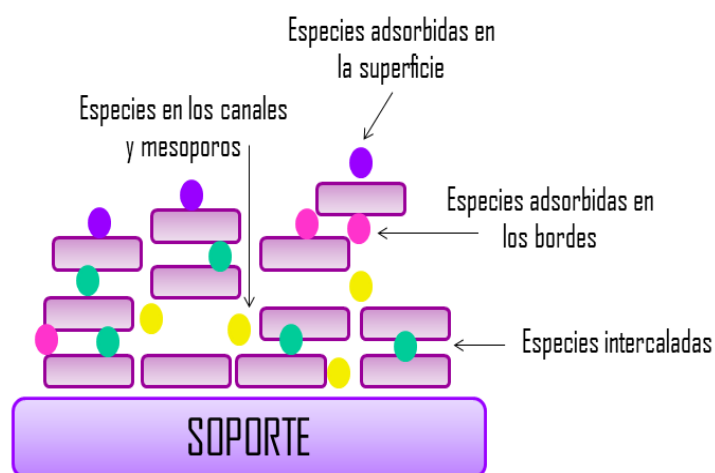 Especies adsorbidas en
la superficie
Especies en los canales
y mesoporos
Especies adsorbidas en
los bordes
Especies intercaladas
SOPORTE